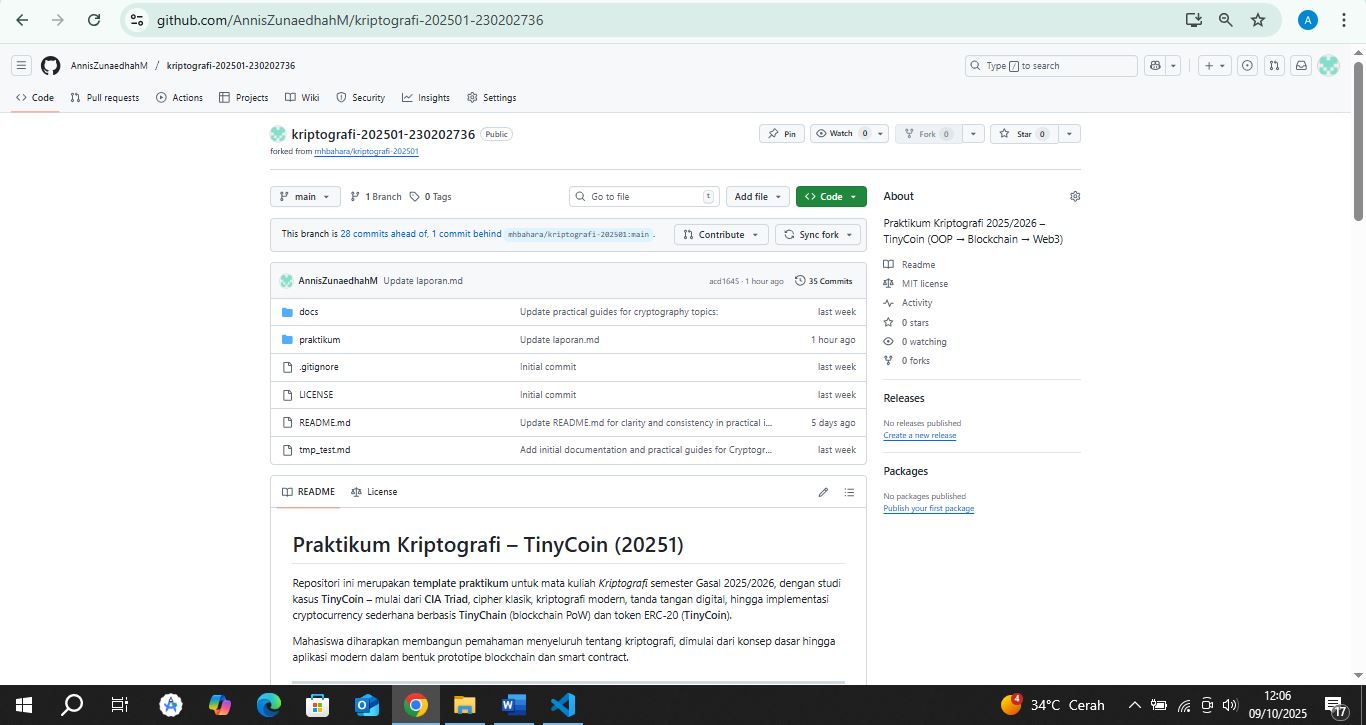 github.com/AnnisZunaedhahM/kriptografi-202501-230202736
A
AnnisZunaedhahM / kriptografi-202501-230202736
Type / to search
Code Pull requests Actions Projects Wiki Security Insights Settings
kriptografi-202501-230202736 Public
Pin Watch 0 Fork 0 Star 0
forked from mhbahara/kriptografi-202501
main 1 Branch 0 Tags Go to file t Add file Code
This branch is 28 commits ahead of, 1 commit behind mhbahara/kriptografi-202501:main . Contribute Sync fork
AnnisZunaedhahM Update laporan.md acd1645 · 1 hour ago 35 Commits
docs Update practical guides for cryptography topics: last week
praktikum Update laporan.md 1 hour ago
.gitignore Initial commit last week
LICENSE Initial commit last week
README.md Update README.md for clarity and consistency in practical i... 5 days ago
tmp_test.md Add initial documentation and practical guides for Cryptogr... last week
README License
Praktikum Kriptografi – TinyCoin (20251)
Repositori ini merupakan template praktikum untuk mata kuliah Kriptografi semester Gasal 2025/2026, dengan studi
kasus TinyCoin – mulai dari CIA Triad, cipher klasik, kriptografi modern, tanda tangan digital, hingga implementasi
cryptocurrency sederhana berbasis TinyChain (blockchain PoW) dan token ERC-20 (TinyCoin).
Mahasiswa diharapkan membangun pemahaman menyeluruh tentang kriptografi, dimulai dari konsep dasar hingga
aplikasi modern dalam bentuk prototipe blockchain dan smart contract.
About
Praktikum Kriptografi 2025/2026 –
TinyCoin (OOP → Blockchain → Web3)
Readme
MIT license
Activity
0 stars
0 watching
0 forks
Releases
No releases published
Create a new release
Packages
No packages published
Publish your first package
4 34°C Cerah
12:06
09/10/2025
17